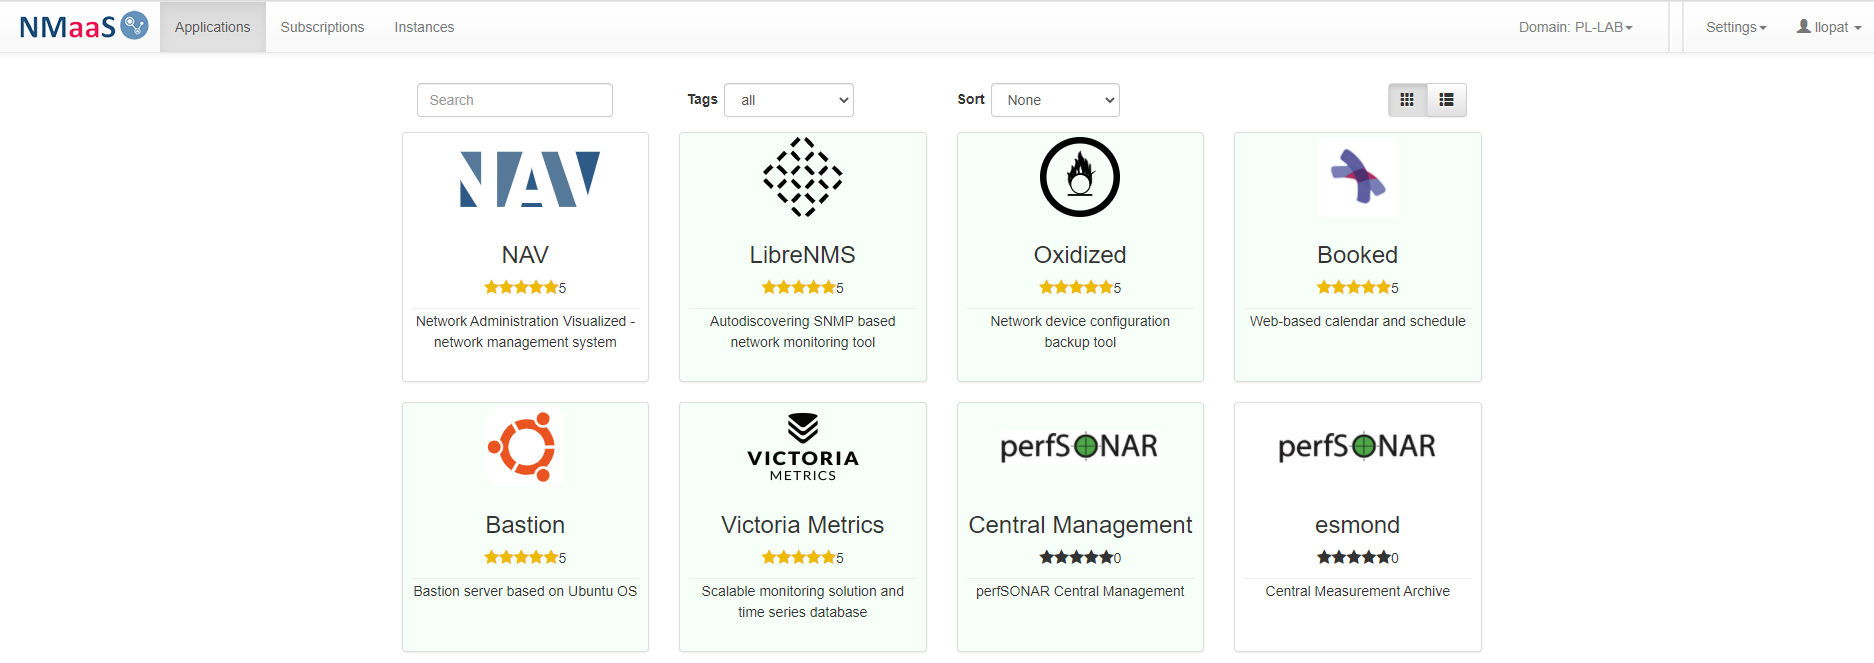 NMaaS Applications Subscriptions Instances Domain: PL-LAB Settings llopat
Search Tags all Sort None
NAV
NAV
5
Network Administration Visualized -
network management system
LibreNMS
5
Autodiscovering SNMP based
network monitoring tool
Oxidized
5
Network device configuration
backup tool
Booked
5
Web-based calendar and schedule
Bastion
5
Bastion server based on Ubuntu OS
VICTORIA
METRICS
Victoria Metrics
5
Scalable monitoring solution and
time series database
perfSONAR
Central Management
0
perfSONAR Central Management
perfSONAR
esmond
0
Central Measurement Archive